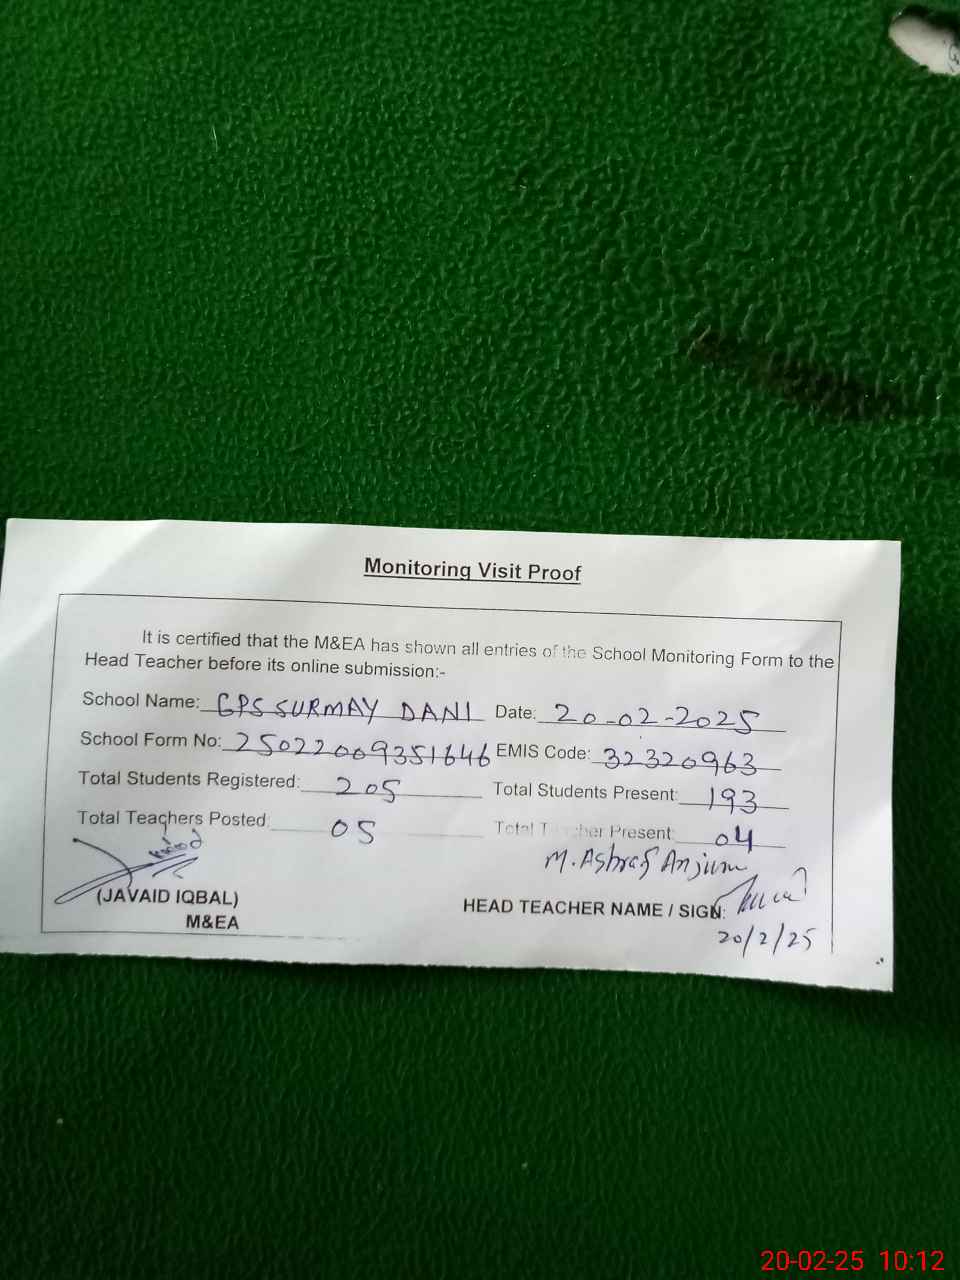 Monitoring Visit Proof
It is certified that the M&EA has shown all entries of the School Monitoring Form to the
Head Teacher before its online submission:-
School Name: GPS SURMAY DANI Date: 20-02-2025
School Form No: 25022009351646 EMIS Code: 32320963
Total Students Registered: 205 Total Students Present: 193
Total Teachers Posted: 05 Total Teacher Present: 04
M. Ashraf Anjum
(JAVAID IQBAL)
M&EA
HEAD TEACHER NAME / SIGN:
20/2/25
20-02-25 10:12